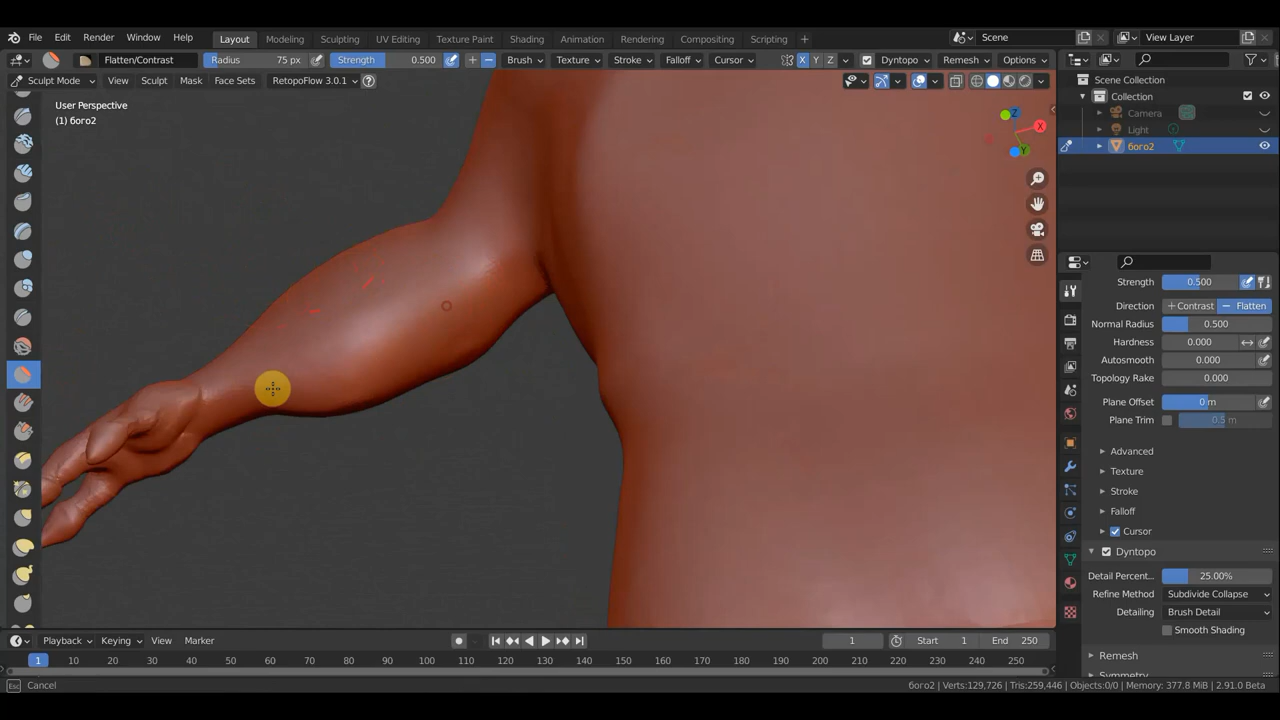 File Edit Render Window Help Layout Modeling Sculpting UV Editing Texture Paint Shading Animation Rendering Compositing Scripting + Scene View Layer
Flatten/Contrast Radius 75 px Strength 0.500 Brush Texture Stroke Falloff Cursor X Y Z Dyntopo Remesh Options
Sculpt Mode View Sculpt Mask Face Sets RetopoFlow 3.0.1
Scene Collection
Collection
Camera
Light
бого2
User Perspective
(1) бого2
Z
X
Y
Strength 0.500
Direction + Contrast − Flatten
Normal Radius 0.500
Hardness 0.000
Autosmooth 0.000
Topology Rake 0.000
Plane Offset 0 m
Plane Trim 0.5 m
Advanced
Texture
Stroke
Falloff
Cursor
Dyntopo
Detail Percent... 25.00%
Refine Method Subdivide Collapse
Detailing Brush Detail
Smooth Shading
Remesh
Symmetry
Playback Keying View Marker 1 Start 1 End 250
1 10 20 30 40 50 60 70 80 90 100 110 120 130 140 150 160 170 180 190 200 210 220 230 240 250
Esc Cancel бого2 | Verts:129,726 | Tris:259,446 | Objects:0/0 | Memory: 377.8 MiB | 2.91.0 Beta